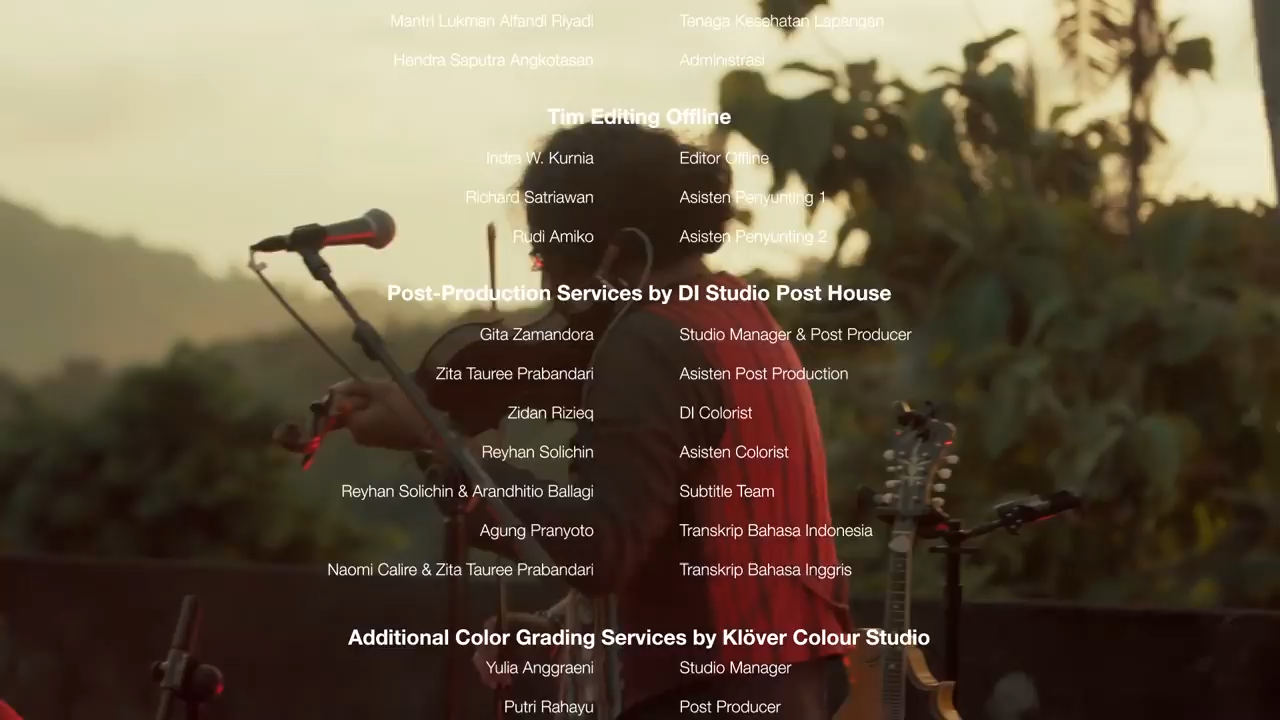 Mantri Lukman Alfandi Riyadi Tenaga Kesehatan Lapangan
Hendra Saputra Angkotasan Administrasi
Tim Editing Offline
Indra W. Kurnia Editor Offline
Richard Satriawan Asisten Penyunting 1
Rudi Amiko Asisten Penyunting 2
Post-Production Services by DI Studio Post House
Gita Zamandora Studio Manager & Post Producer
Zita Tauree Prabandari Asisten Post Production
Zidan Rizieq DI Colorist
Reyhan Solichin Asisten Colorist
Reyhan Solichin & Arandhitio Ballagi Subtitle Team
Agung Pranyoto Transkrip Bahasa Indonesia
Naomi Calire & Zita Tauree Prabandari Transkrip Bahasa Inggris
Additional Color Grading Services by Klöver Colour Studio
Yulia Anggraeni Studio Manager
Putri Rahayu Post Producer